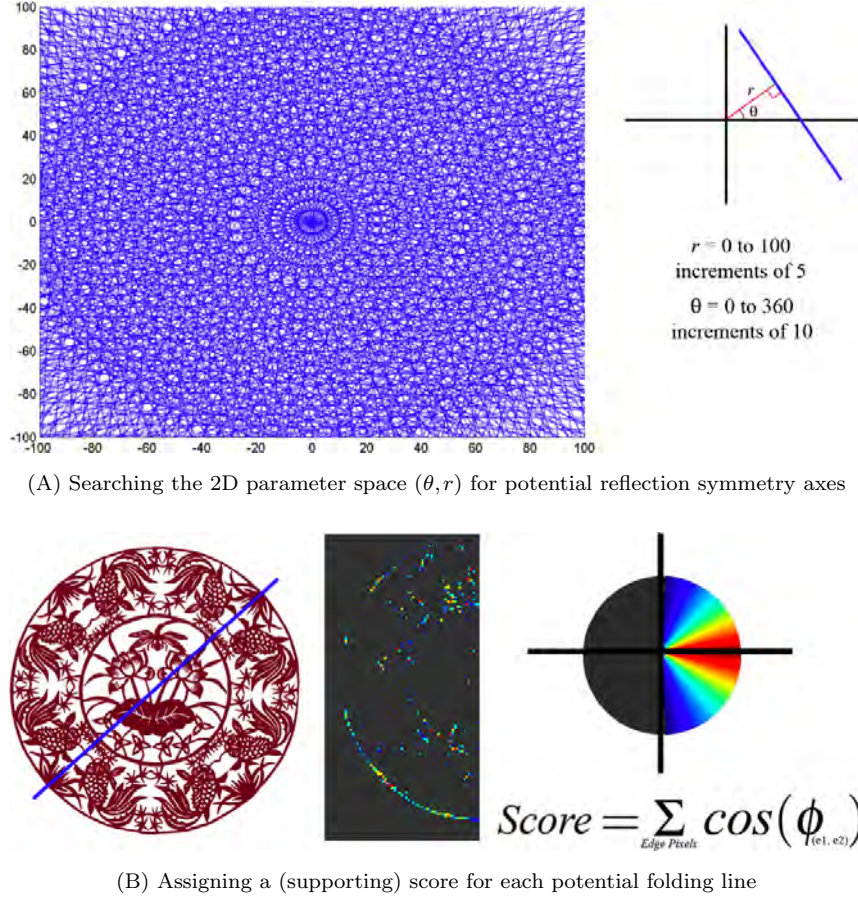 100
80
60
40
20
0
-20
-40
-60
-80
-100
-100 -80 -60 -40 -20 0 20 40 60 80 100
r
θ
r = 0 to 100
increments of 5
θ = 0 to 360
increments of 10
(A) Searching the 2D parameter space (θ, r) for potential reflection symmetry axes
Score = Σ cos(ϕ(e1, e2))
Edge Pixels
(B) Assigning a (supporting) score for each potential folding line